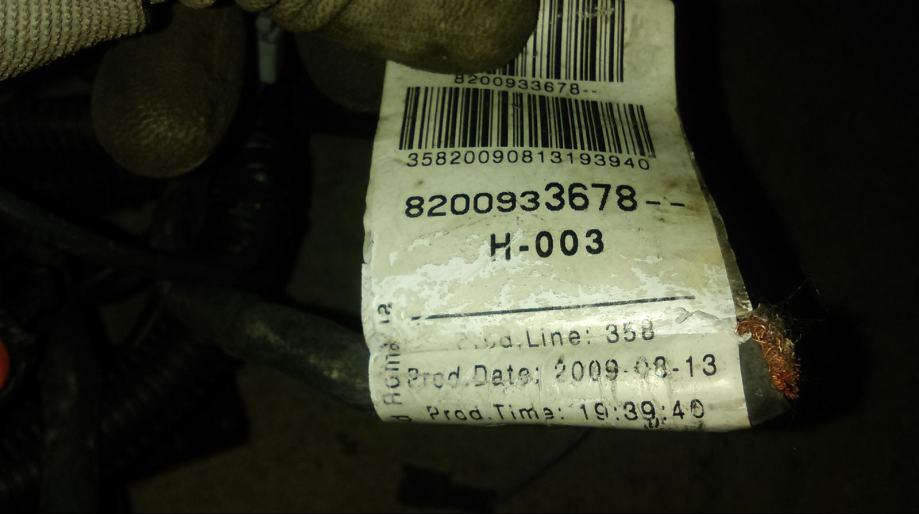 8200933678--
35820090813193940
8200933678--
H-003
Line: 358
Prod.Date: 2009-08-13
Prod.Time: 19:39:40